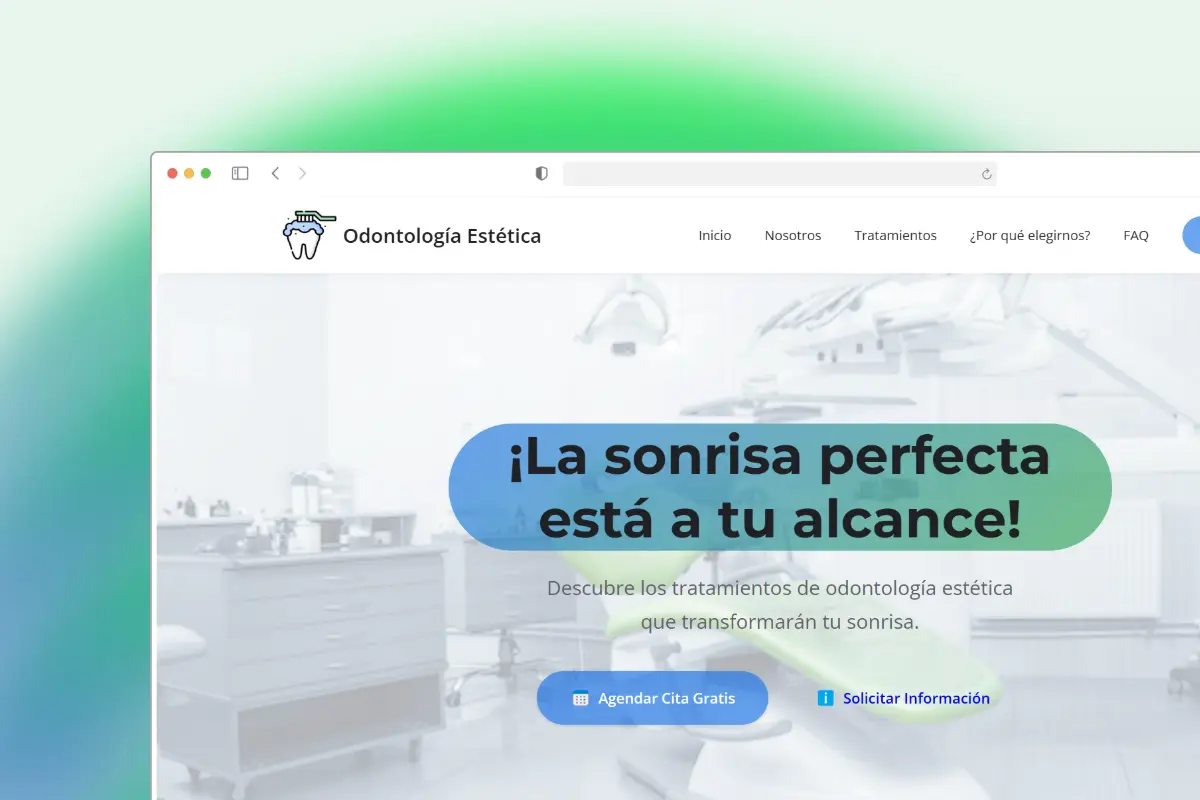 Odontología Estética
Inicio
Nosotros
Tratamientos
¿Por qué elegirnos?
FAQ
¡La sonrisa perfecta
está a tu alcance!
Descubre los tratamientos de odontología estética
que transformarán tu sonrisa.
Agendar Cita Gratis
Solicitar Información